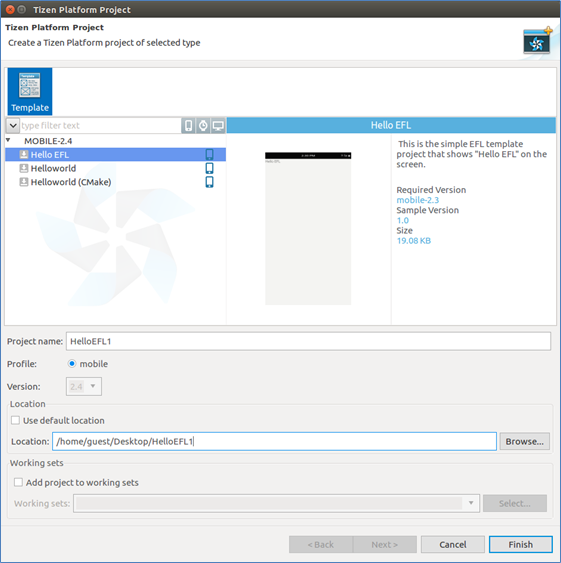 Tizen Platform Project
Tizen Platform Project
Create a Tizen Platform project of selected type
Template
Template
type filter text
Hello EFL
MOBILE-2.4
Hello EFL
Helloworld
Helloworld (CMake)
This is the simple EFL template
project that shows "Hello EFL" on the
screen.
Required Version
mobile-2.3
Sample Version
1.0
Size
19.08 KB
Project name: HelloEFL1
Profile: mobile
Version: 2.4
Location
Use default location
Location: /home/guest/Desktop/HelloEFL1 Browse...
Working sets
Add project to working sets
Working sets: Select...
< Back Next > Cancel Finish